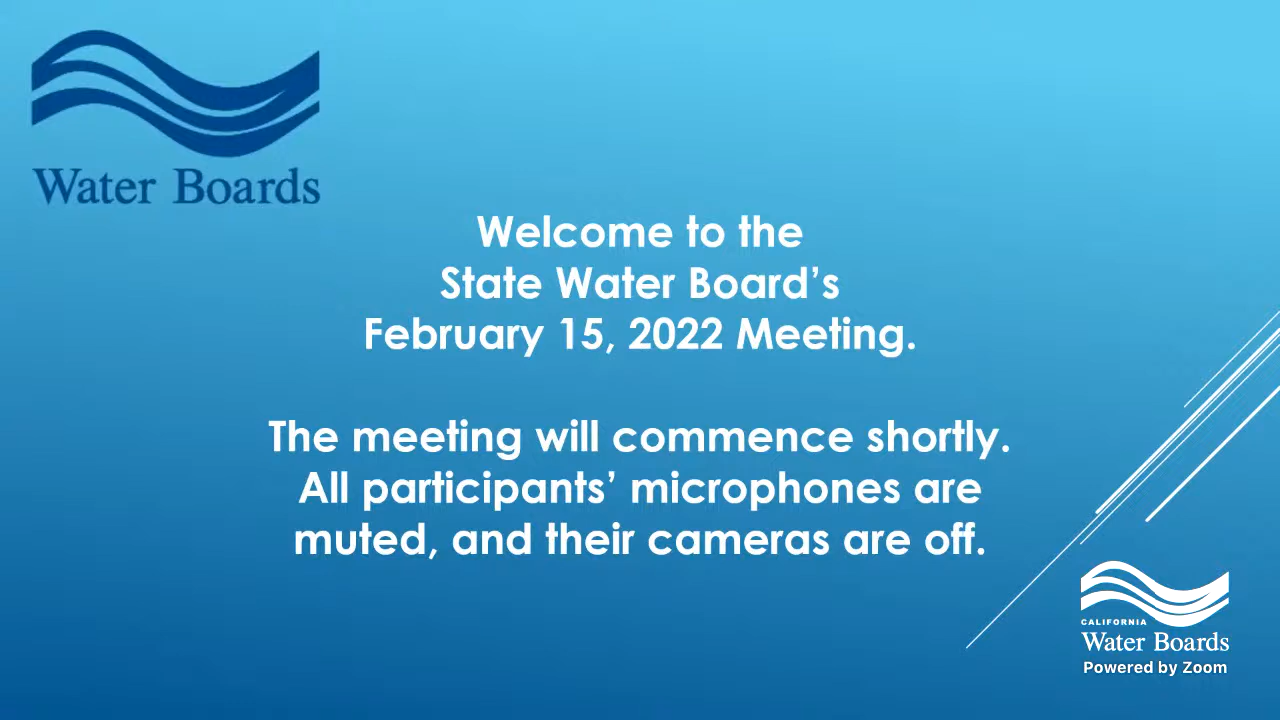 Water Boards
Welcome to the
State Water Board’s
February 15, 2022 Meeting.
The meeting will commence shortly.
All participants’ microphones are
muted, and their cameras are off.
CALIFORNIA
Water Boards
Powered by Zoom